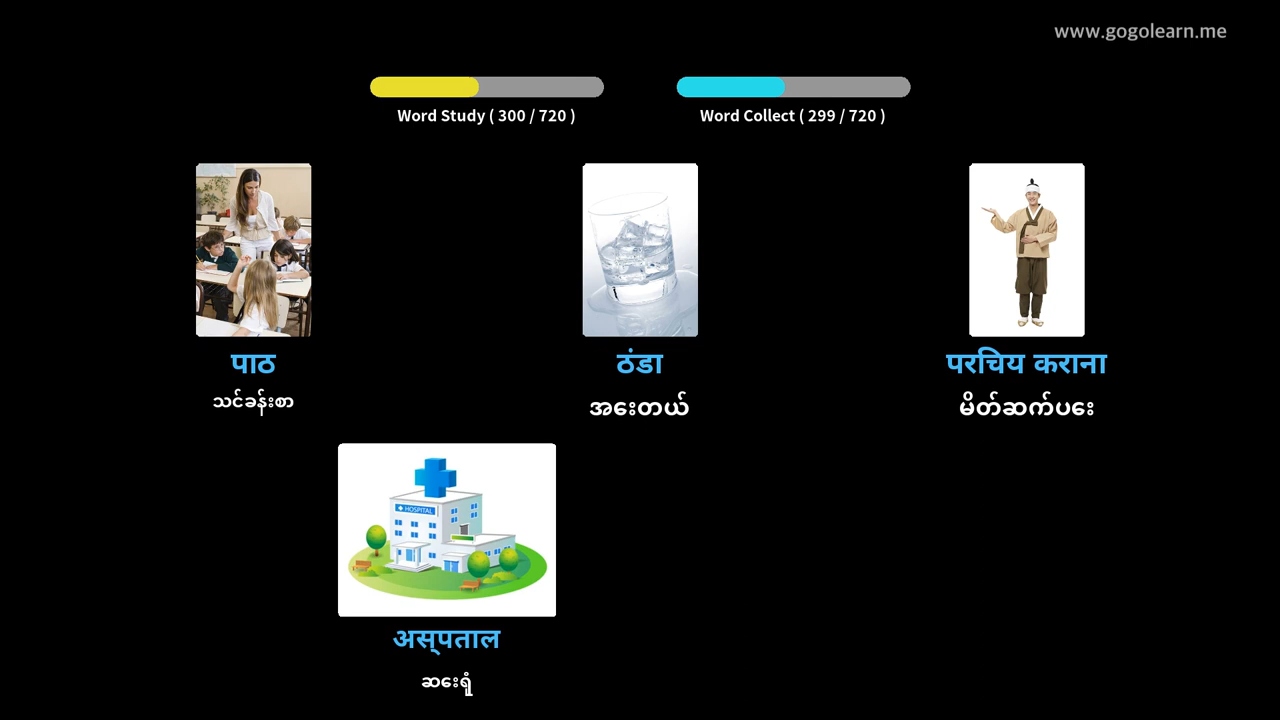 www.gogolearn.me
Word Study ( 300 / 720 )
Word Collect ( 299 / 720 )
पाठ
သင်ခန်းစာ
ठंडा
အေးတယ်
परिचय कराना
မိတ်ဆက်ပေး
HOSPITAL
अस्पताल
ဆေးရုံ